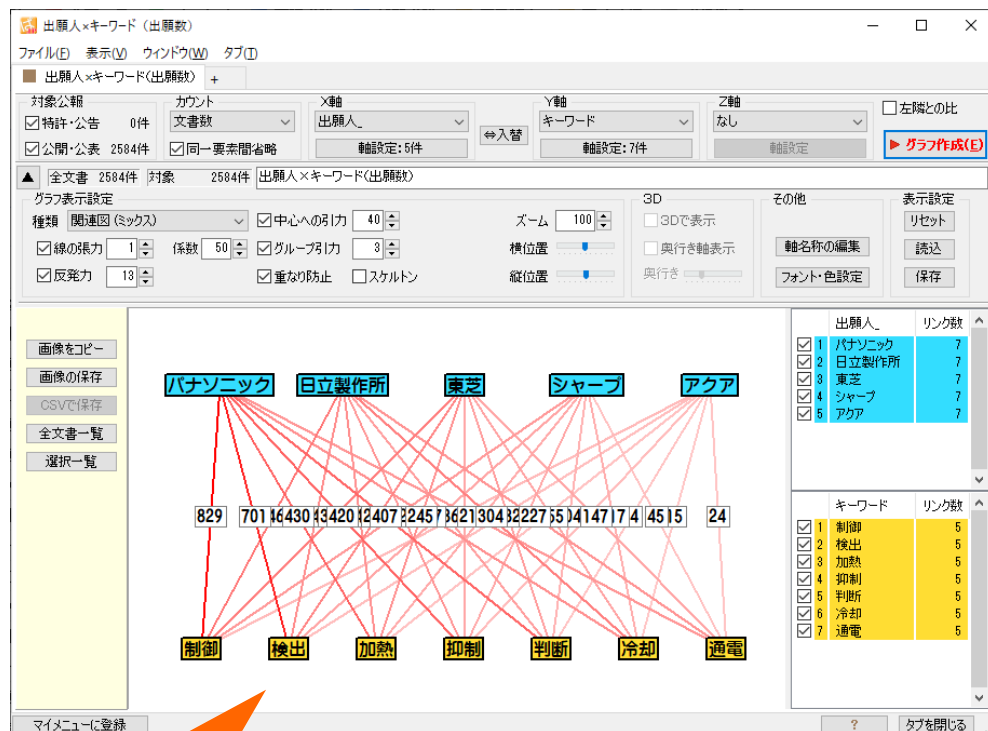 出願人×キーワード（出願数）
ファイル(F) 表示(V) ウィンドウ(W) タブ(T)
出願人×キーワード(出願数) +
対象公報 カウント X軸 Y軸 Z軸
左隣との比
特許・公告 0件 文書数 出願人_ ⇔入替 キーワード なし
公開・公表 2584件 同一要素間省略 軸設定:5件 軸設定:7件 軸設定 グラフ作成(E)
全文書 2584件 対象 2584件 出願人×キーワード(出願数)
グラフ表示設定 3D その他 表示設定
種類 関連図(ミックス) 中心への引力 40 ズーム 100 3Dで表示 リセット
線の張力 1 係数 50 グループ引力 3 横位置 奥行き軸表示 軸名称の編集 読込
反発力 13 重なり防止 スケルトン 縦位置 奥行き フォント・色設定 保存
画像をコピー
画像の保存
CSVで保存
全文書一覧
選択一覧
パナソニック 日立製作所 東芝 シャープ アクア
829 701 430 420 2407 2245 304 2227 147 45 24
制御 検出 加熱 抑制 判断 冷却 通電
出願人_ リンク数
1 パナソニック 7
2 日立製作所 7
3 東芝 7
4 シャープ 7
5 アクア 7
キーワード リンク数
1 制御 5
2 検出 5
3 加熱 5
4 抑制 5
5 判断 5
6 冷却 5
7 通電 5
マイメニューに登録 ? タブを閉じる